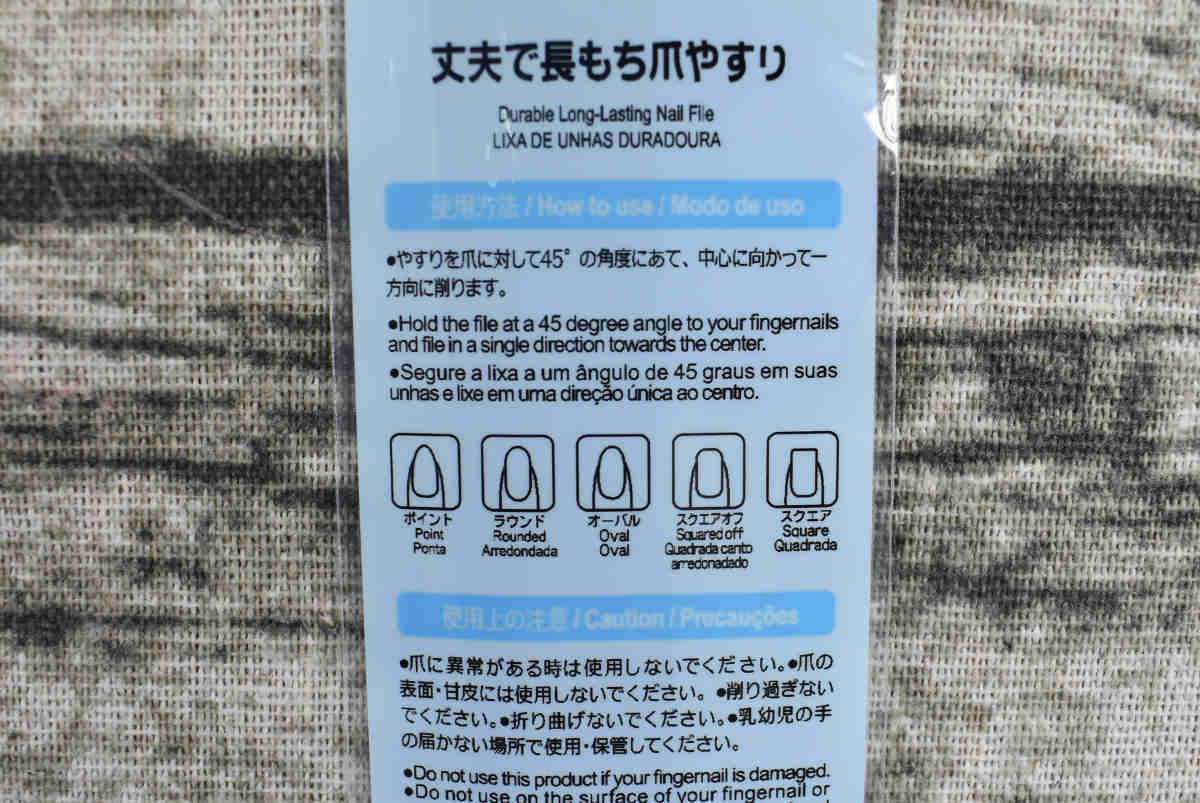 丈夫で長もち爪やすり
Durable Long-Lasting Nail File
LIXA DE UNHAS DURADOURA
使用方法 / How to use / Modo de uso
●やすりを爪に対して45°の角度にあて、中心に向かって一
方向に削ります。
●Hold the file at a 45 degree angle to your fingernails
and file in a single direction towards the center.
●Segure a lixa a um ângulo de 45 graus em suas
unhas e lixe em uma direção única ao centro.
ポイント
Point
Ponta
ラウンド
Rounded
Arredondada
オーバル
Oval
Oval
スクエアオフ
Squared off
Quadrada canto
arredonadado
スクエア
Square
Quadrada
使用上の注意 / Caution / Precauções
●爪に異常がある時は使用しないでください。●爪の
表面・甘皮には使用しないでください。●削り過ぎない
でください。●折り曲げないでください。●乳幼児の手
の届かない場所で使用・保管してください。
●Do not use this product if your fingernail is damaged.
●Do not use on the surface of your fingernail or